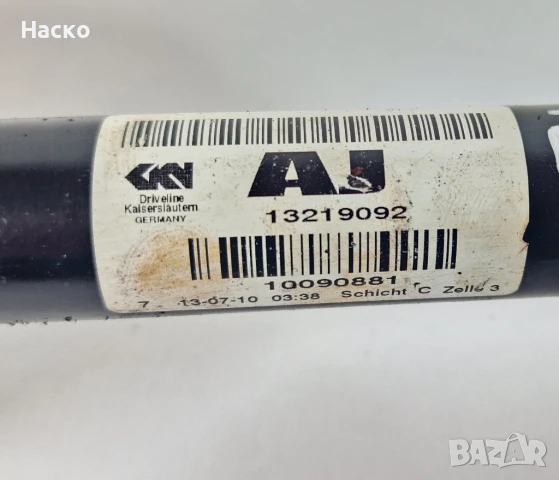 Наско
GKN
Driveline
Kaiserslautern
GERMANY
AJ
13219092
10090881
7 13-07-10 03:38 Schicht C Zelle 3
BAZAR